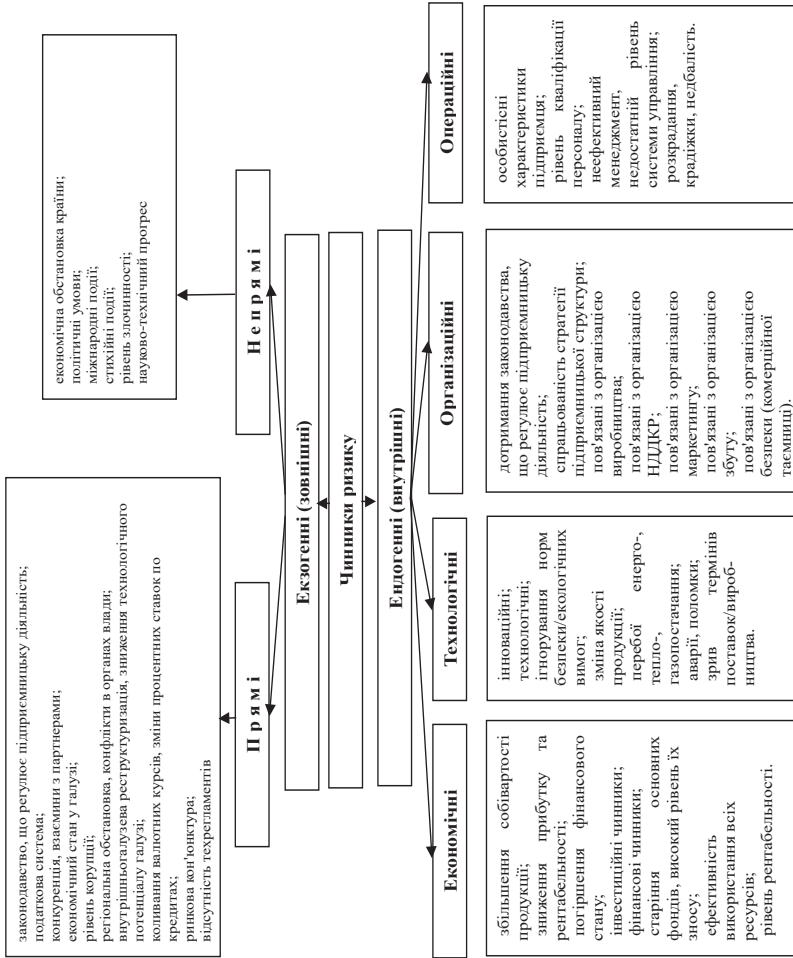 законодавство, що регулює підприємницьку діяльність;
податкова система;
конкуренція, взаємини з партнерами;
економічний стан у галузі;
рівень корупції;
регіональна обстановка, конфлікти в органах влади;
внутрішньогалузева реструктуризація, зниження технологічного
потенціалу галузі;
коливання валютних курсів, зміни процентних ставок по
кредитах;
ринкова кон'юнктура;
відсутність техрегламентів
економічна обстановка країни;
політичні умови;
міжнародні події;
стихійні події;
рівень злочинності;
науково-технічний прогрес
Прямі
Непрямі
Екзогенні (зовнішні)
Чинники ризику
Ендогенні (внутрішні)
Економічні
Технологічні
Організаційні
Операційні
збільшення собівартості
продукції;
зниження прибутку та
рентабельності;
погіршення фінансового
стану;
інвестиційні чинники;
фінансові чинники;
старіння основних
фондів, високий рівень їх
зносу;
ефективність
використання всіх
ресурсів;
рівень рентабельності.
інноваційні;
технологічні;
ігнорування норм
безпеки/екологічних
вимог;
зміна якості
продукції;
перебої енерго-,
тепло-,
газопостачання;
аварії, поломки;
зрив термінів
поставок/вироб-
ництва.
дотримання законодавства,
що регулює підприємницьку
діяльність;
спрацьованість стратегії
підприємницької структури;
пов'язані з організацією
виробництва;
пов'язані з організацією
НДДКР;
пов'язані з організацією
маркетингу;
пов'язані з організацією
збуту;
пов'язані з організацією
безпеки (комерційної
таємниці).
особистісні
характеристики
підприємця;
рівень кваліфікації
персоналу;
неефективний
менеджмент,
недостатній рівень
системи управління;
розкрадання,
крадіжки, недбалість.